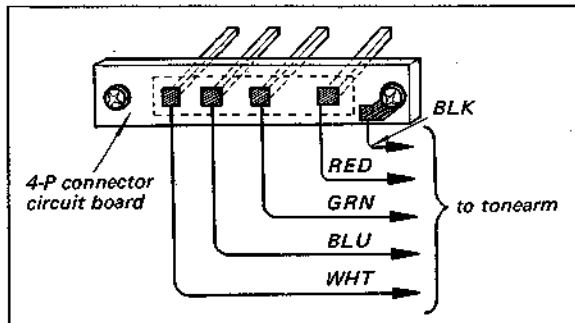 BLK
RED
4-P connector
circuit board
GRN
to tonearm
BLU
WHT